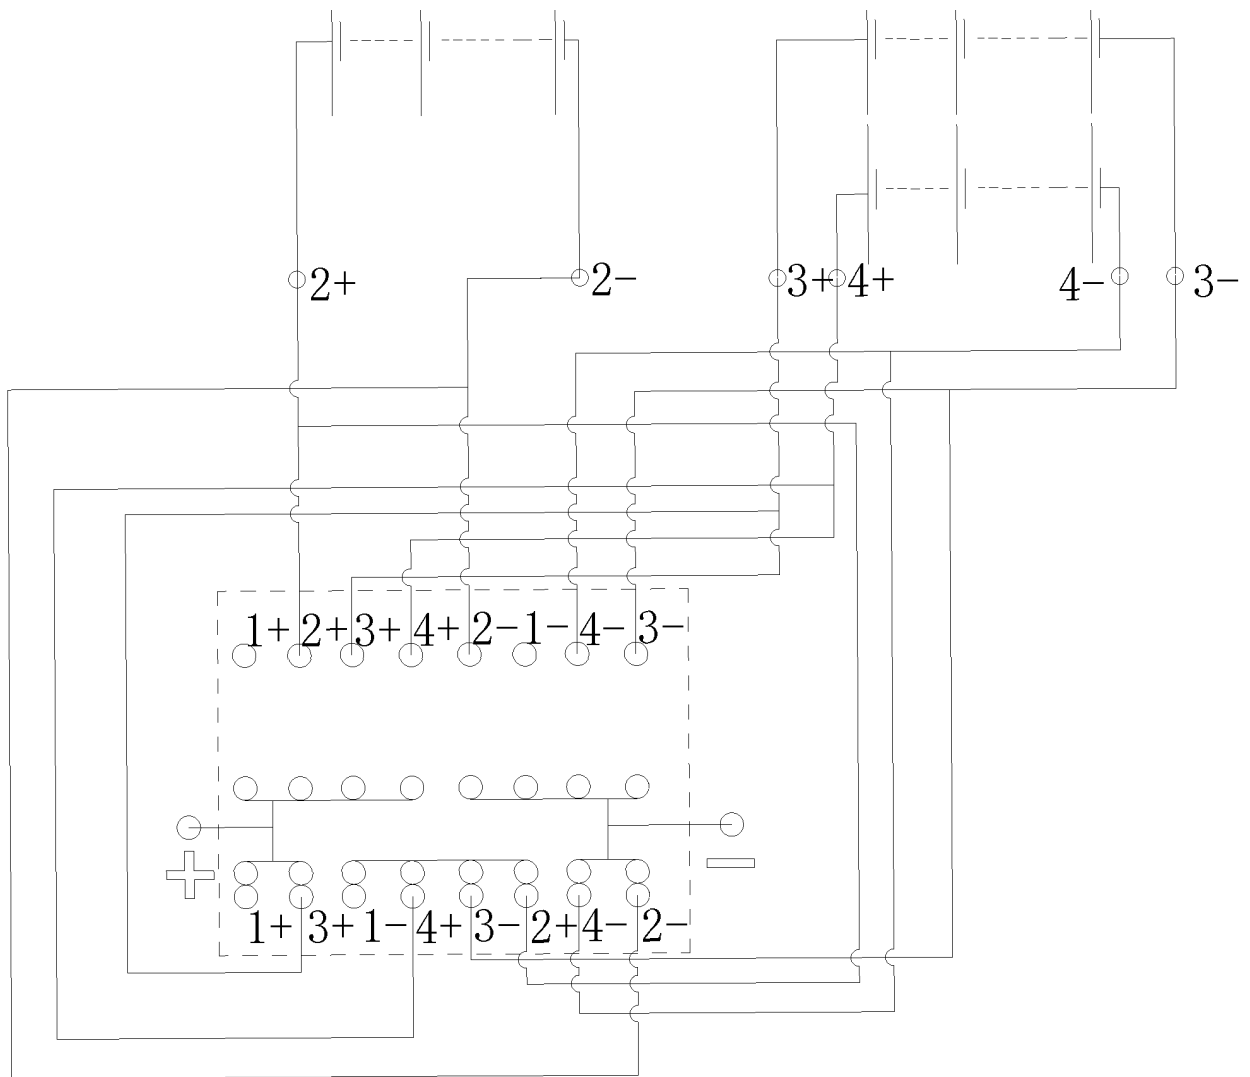 2+ 2- 3+ 4+ 4- 3-
1+ 2+ 3+ 4+ 2- 1- 4- 3-
+ -
1+ 3+ 1- 4+ 3- 2+ 4- 2-